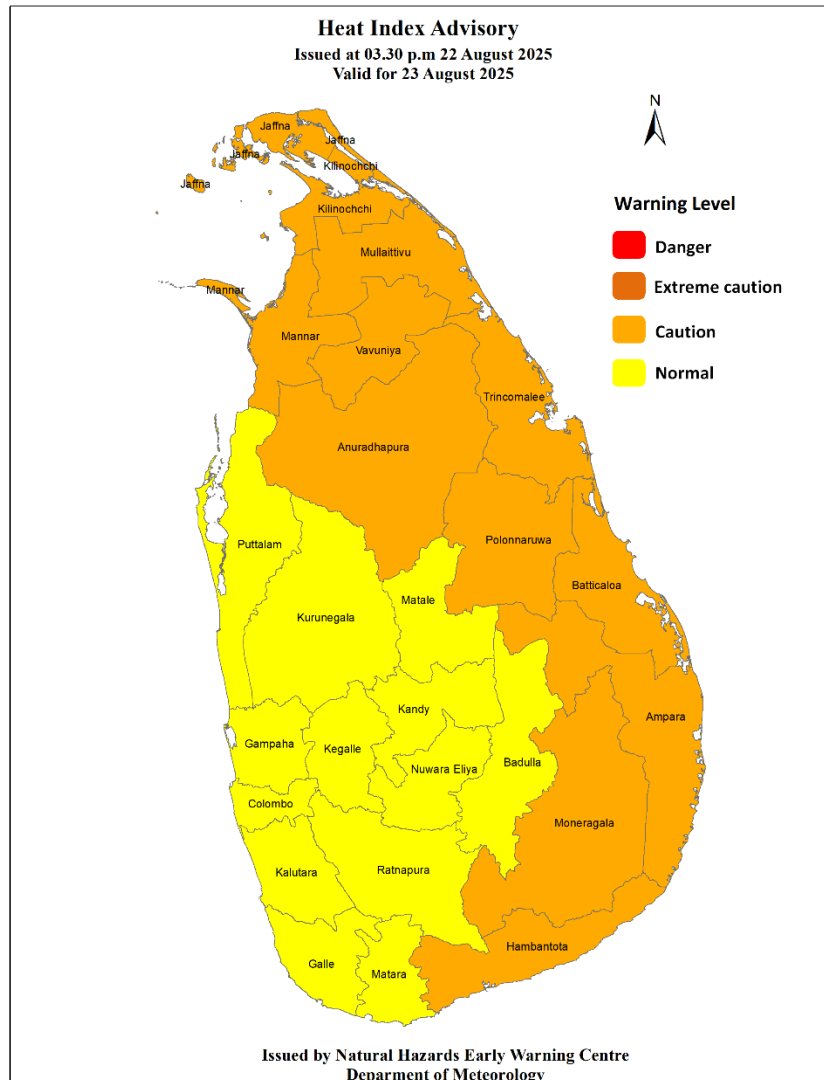 Heat Index Advisory
Issued at 03.30 p.m 22 August 2025
Valid for 23 August 2025
N
Jaffna
Jaffna
Jaffna
Kilinochchi
Jaffna
Kilinochchi
Warning Level
Danger
Mullaittivu
Extreme caution
Mannar
Caution
Mannar
Vavuniya
Normal
Trincomalee
Anuradhapura
Polonnaruwa
Puttalam
Batticaloa
Matale
Kurunegala
Kandy
Ampara
Gampaha
Kegalle
Badulla
Nuwara Eliya
Colombo
Moneragala
Ratnapura
Kalutara
Hambantota
Galle
Matara
Issued by Natural Hazards Early Warning Centre
Deparment of Meteorology